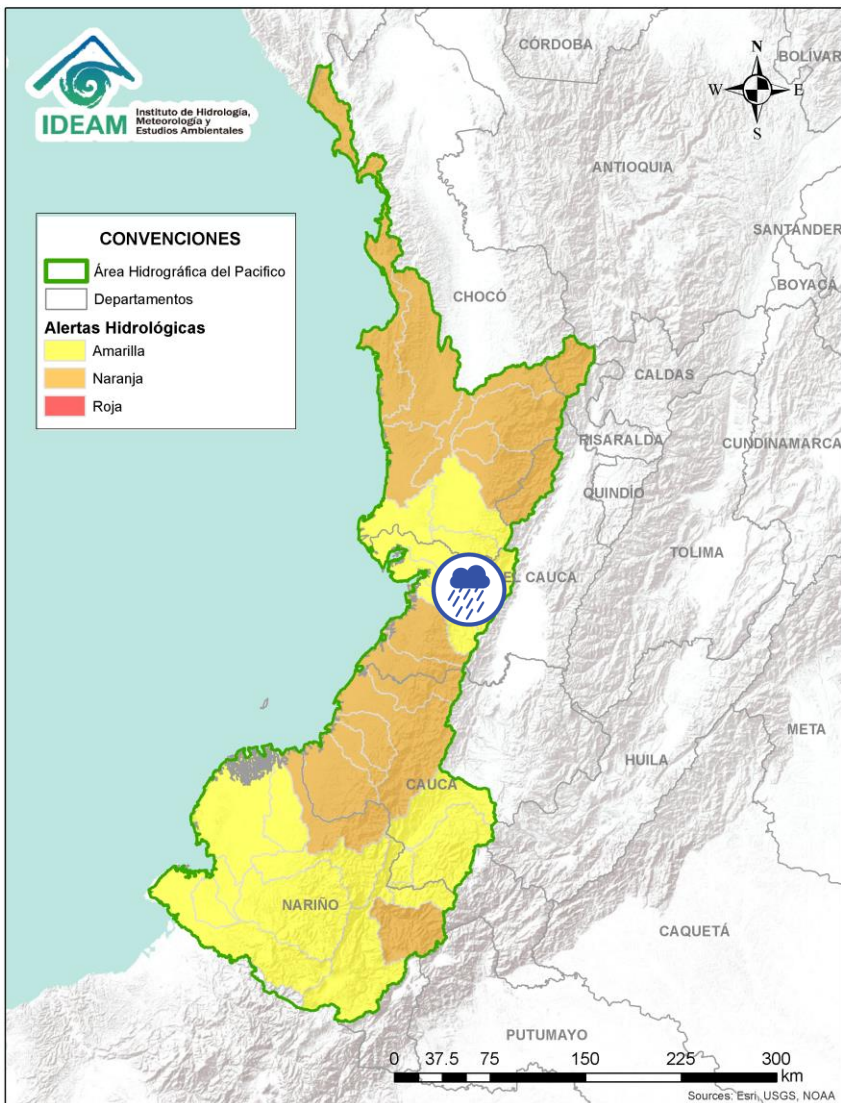 IDEAM
Instituto de Hidrología,
Meteorología y
Estudios Ambientales
N
W
E
S
CONVENCIONES
Área Hidrográfica del Pacifico
Departamentos
Alertas Hidrológicas
Amarilla
Naranja
Roja
CÓRDOBA
BOLÍVAR
ANTIOQUIA
SANTANDER
BOYACÁ
CHOCÓ
CALDAS
RISARALDA
CUNDINAMARCA
QUINDÍO
TOLIMA
EL CAUCA
META
HUILA
CAUCA
NARIÑO
CAQUETÁ
PUTUMAYO
0 37.5 75 150 225 300
km
Sources: Esri, USGS, NOAA